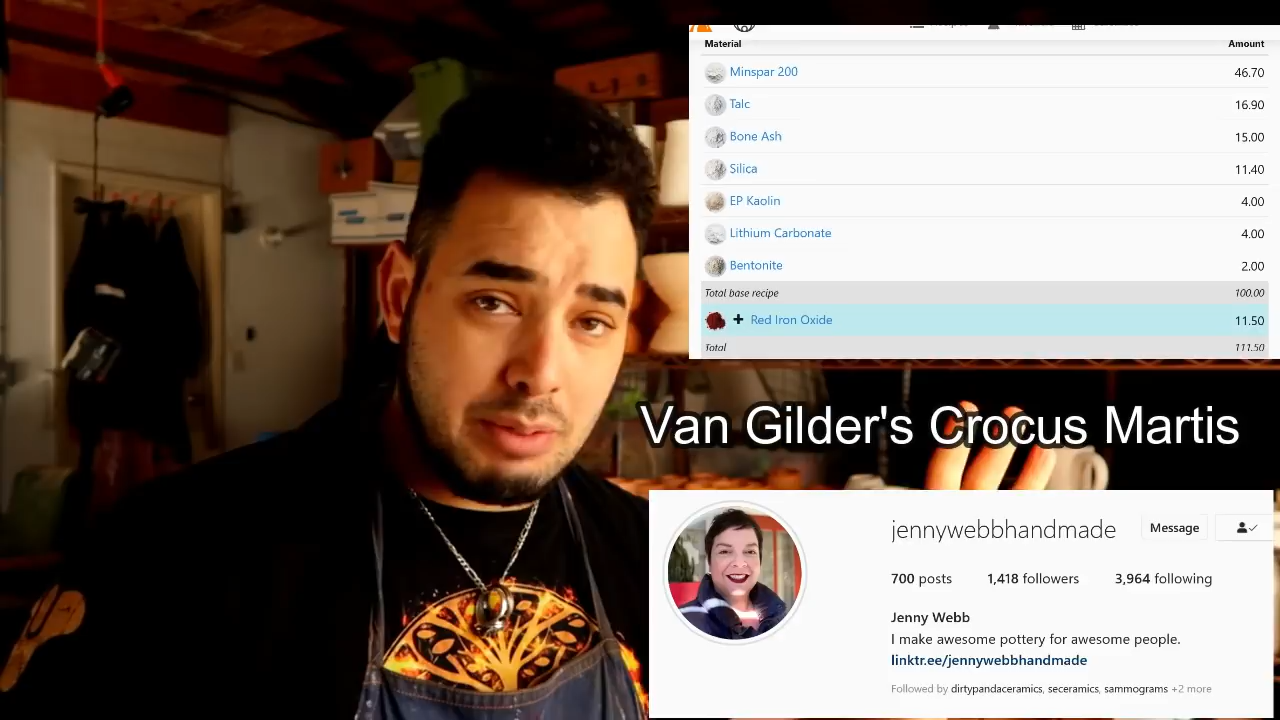 Material Amount
Minspar 200 46.70
Talc 16.90
Bone Ash 15.00
Silica 11.40
EP Kaolin 4.00
Lithium Carbonate 4.00
Bentonite 2.00
Total base recipe 100.00
+ Red Iron Oxide 11.50
Total 111.50
Van Gilder's Crocus Martis
jennywebbhandmade Message
700 posts 1,418 followers 3,964 following
Jenny Webb
I make awesome pottery for awesome people.
linktr.ee/jennywebbhandmade
Followed by dirtypandaceramics, seceramics, sammograms +2 more